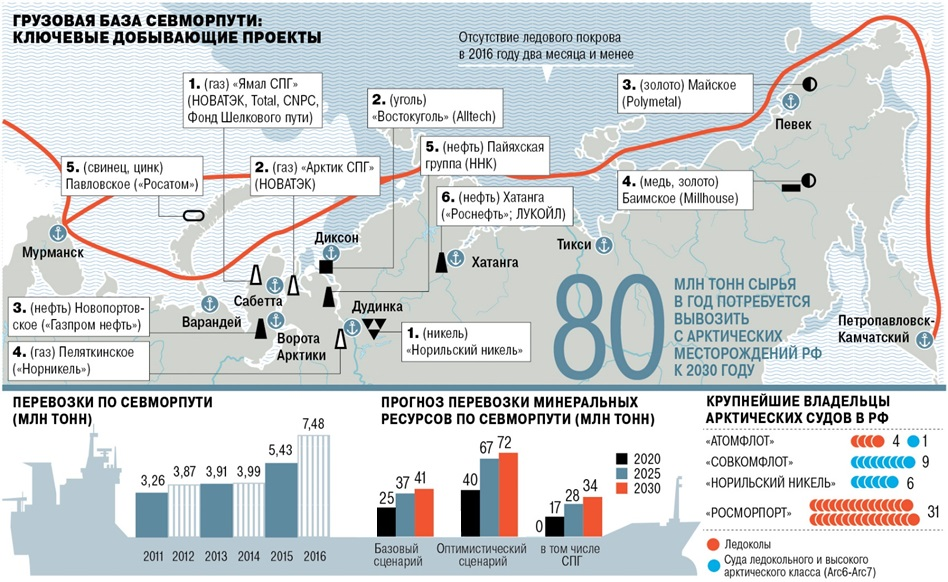 ГРУЗОВАЯ БАЗА СЕВМОРПУТИ:
КЛЮЧЕВЫЕ ДОБЫВАЮЩИЕ ПРОЕКТЫ
Отсутствие ледового покрова
в 2016 году два месяца и менее
1. (газ) «Ямал СПГ»
(НОВАТЭК, Total, CNPC,
Фонд Шелкового пути)
2. (уголь)
«Востокуголь» (Alltech)
3. (золото) Майское
(Polymetal)
Певек
5. (свинец, цинк)
Павловское («Росатом»)
2. (газ) «Арктик СПГ»
(НОВАТЭК)
5. (нефть) Пайяхская
группа (ННК)
4. (медь, золото)
Баимское (Millhouse)
6. (нефть) Хатанга
(«Роснефть»; ЛУКОЙЛ)
Мурманск
Диксон
Хатанга
Тикси
Сабетта
Варандей
Дудинка
Ворота
Арктики
3. (нефть) Новопортов-
ское («Газпром нефть»)
4. (газ) Пеляткинское
(«Норникель»)
1. (никель)
«Норильский никель»
80
МЛН ТОНН СЫРЬЯ
В ГОД ПОТРЕБУЕТСЯ
ВЫВОЗИТЬ
С АРКТИЧЕСКИХ
МЕСТОРОЖДЕНИЙ РФ
К 2030 ГОДУ
Петропавловск-
Камчатский
ПЕРЕВОЗКИ ПО СЕВМОРПУТИ
(МЛН ТОНН)
3,26
3,87
3,91
3,99
5,43
7,48
2011 2012 2013 2014 2015 2016
ПРОГНОЗ ПЕРЕВОЗКИ МИНЕРАЛЬНЫХ
РЕСУРСОВ ПО СЕВМОРПУТИ (МЛН ТОНН)
2020
2025
2030
25 37 41
40 67 72
0 17 28 34
Базовый
сценарий
Оптимистический
сценарий
в том числе
СПГ
КРУПНЕЙШИЕ ВЛАДЕЛЬЦЫ
АРКТИЧЕСКИХ СУДОВ В РФ
«АТОМФЛОТ» 4 1
«СОВКОМФЛОТ» 9
«НОРИЛЬСКИЙ НИКЕЛЬ» 6
«РОСМОРПОРТ» 31
Ледоколы
Суда ледокольного и высокого
арктического класса (Arc6-Arc7)